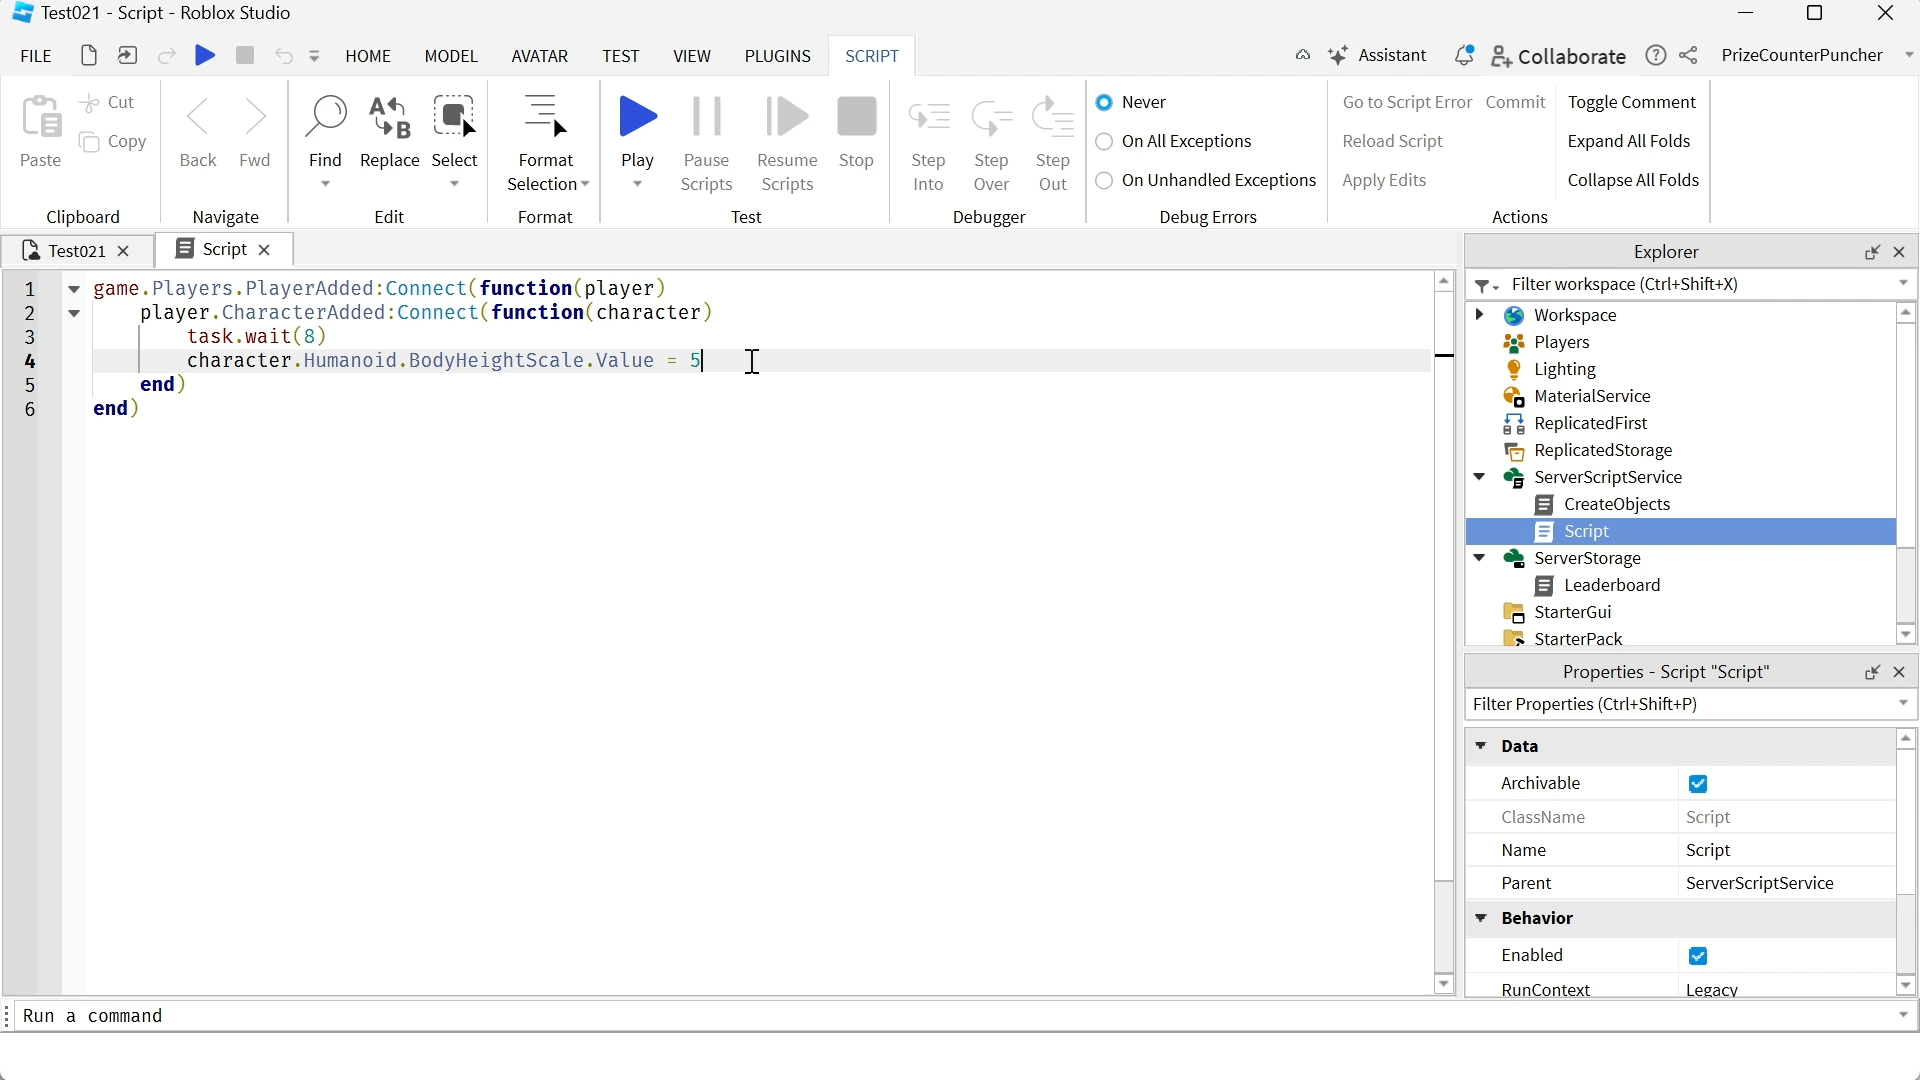 Test021 - Script - Roblox Studio
FILE HOME MODEL AVATAR TEST VIEW PLUGINS SCRIPT Assistant Collaborate PrizeCounterPuncher
Paste Cut Copy
Clipboard
Back Fwd
Navigate
Find Replace Select
Edit
Format Selection
Format
Play Pause Scripts Resume Scripts Stop
Test
Step Into Step Over Step Out
Debugger
Never
On All Exceptions
On Unhandled Exceptions
Debug Errors
Go to Script Error Commit Toggle Comment
Reload Script Expand All Folds
Apply Edits Collapse All Folds
Actions
Test021 Script
1 game.Players.PlayerAdded:Connect(function(player)
2 player.CharacterAdded:Connect(function(character)
3 task.wait(8)
4 character.Humanoid.BodyHeightScale.Value = 5
5 end)
6 end)
Explorer
Filter workspace (Ctrl+Shift+X)
Workspace
Players
Lighting
MaterialService
ReplicatedFirst
ReplicatedStorage
ServerScriptService
CreateObjects
Script
ServerStorage
Leaderboard
StarterGui
StarterPack
Properties - Script "Script"
Filter Properties (Ctrl+Shift+P)
Data
Archivable
ClassName Script
Name Script
Parent ServerScriptService
Behavior
Enabled
RunContext Legacy
Run a command